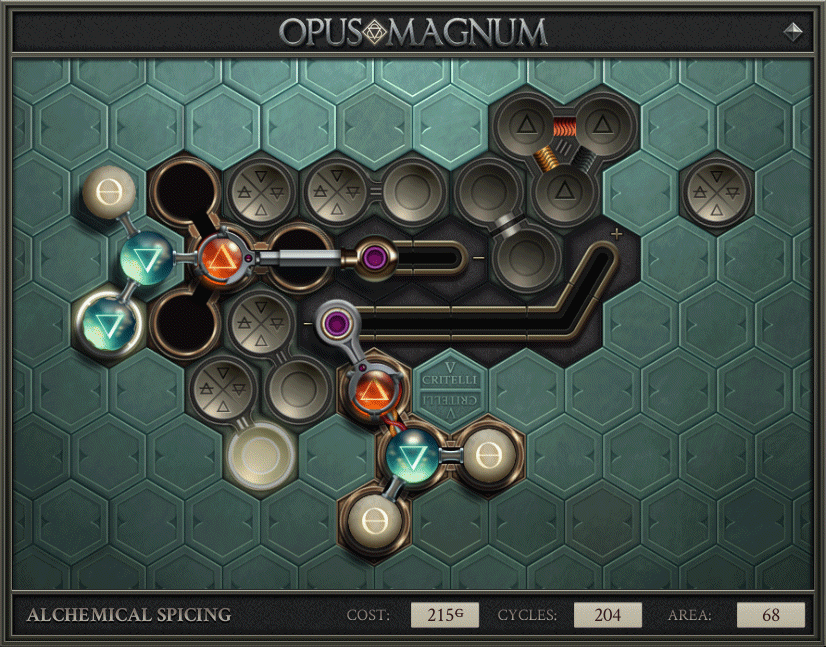 OPUS MAGNUM
V
CRITELLI
CRITELLI
V
ALCHEMICAL SPICING COST: 215G CYCLES: 204 AREA: 68